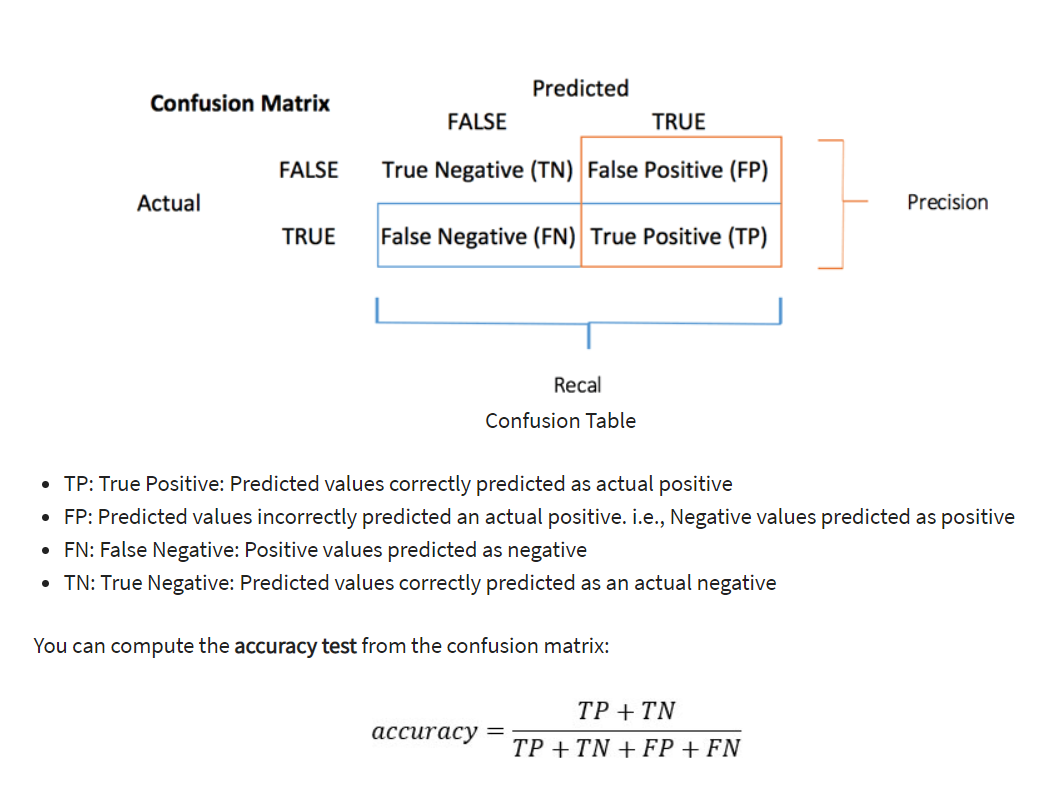 Predicted
Confusion Matrix
FALSE TRUE
FALSE True Negative (TN) False Positive (FP)
Actual Precision
TRUE False Negative (FN) True Positive (TP)
Recal
Confusion Table
• TP: True Positive: Predicted values correctly predicted as actual positive
• FP: Predicted values incorrectly predicted an actual positive. i.e., Negative values predicted as positive
• FN: False Negative: Positive values predicted as negative
• TN: True Negative: Predicted values correctly predicted as an actual negative
You can compute the accuracy test from the confusion matrix:
TP + TN
accuracy =
TP + TN + FP + FN